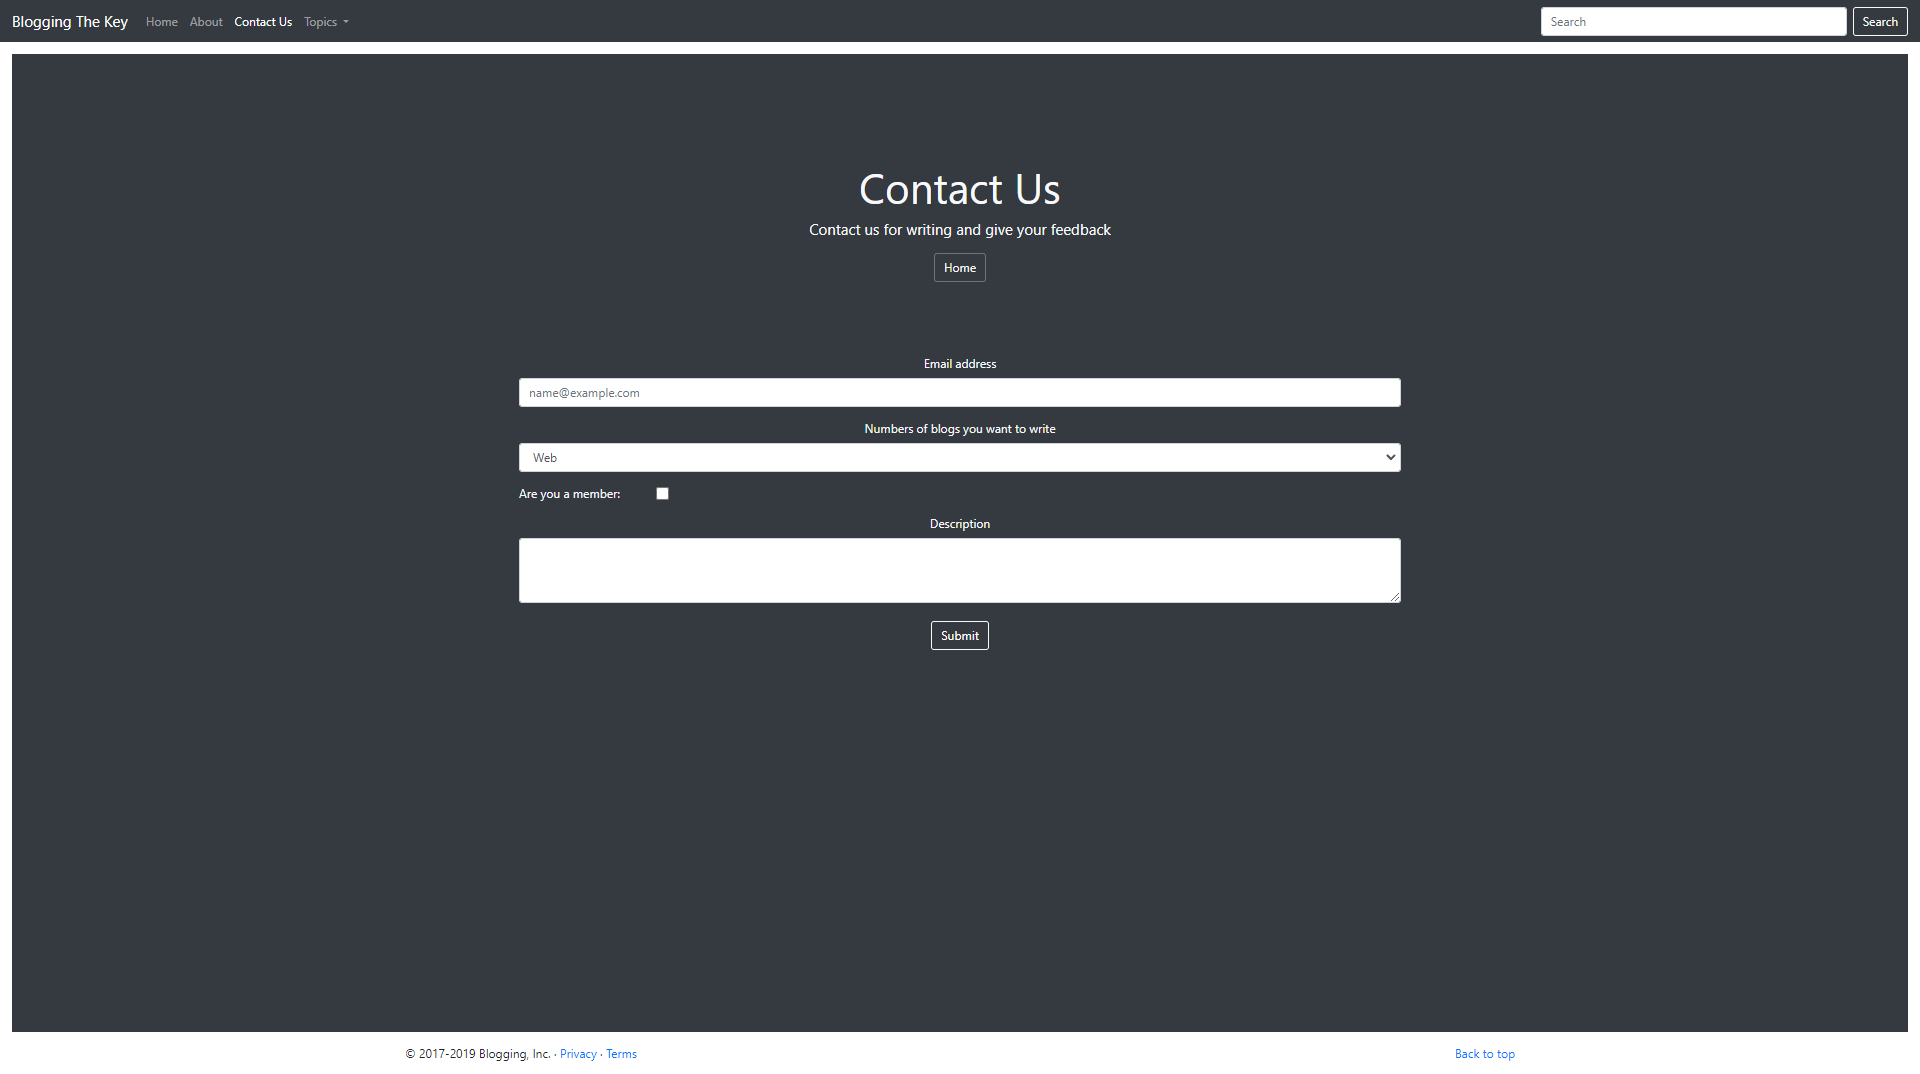 Blogging The Key Home About Contact Us Topics Search Search
Contact Us
Contact us for writing and give your feedback
Home
Email address
name@example.com
Numbers of blogs you want to write
Web
Are you a member:
Description
Submit
© 2017-2019 Blogging, Inc. · Privacy · Terms Back to top